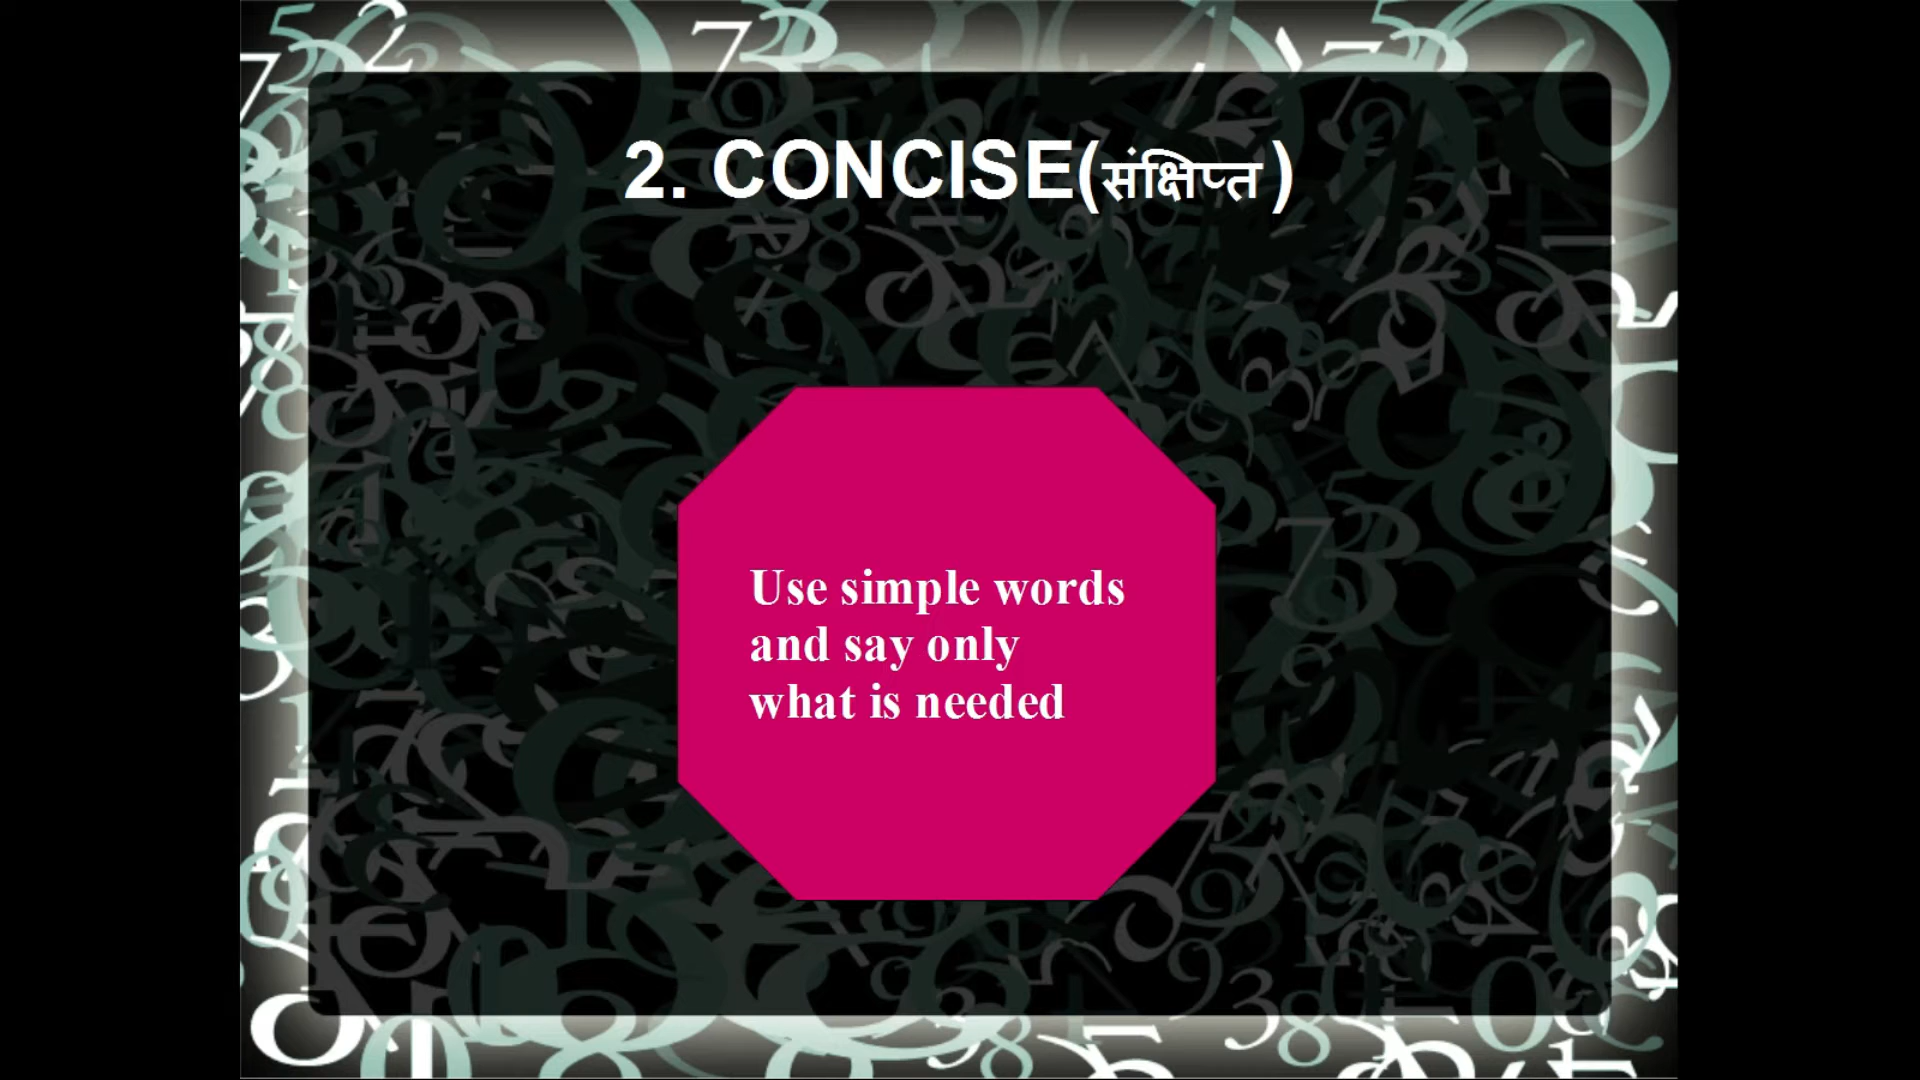 2. CONCISE(संक्षिप्त )
Use simple words
and say only
what is needed